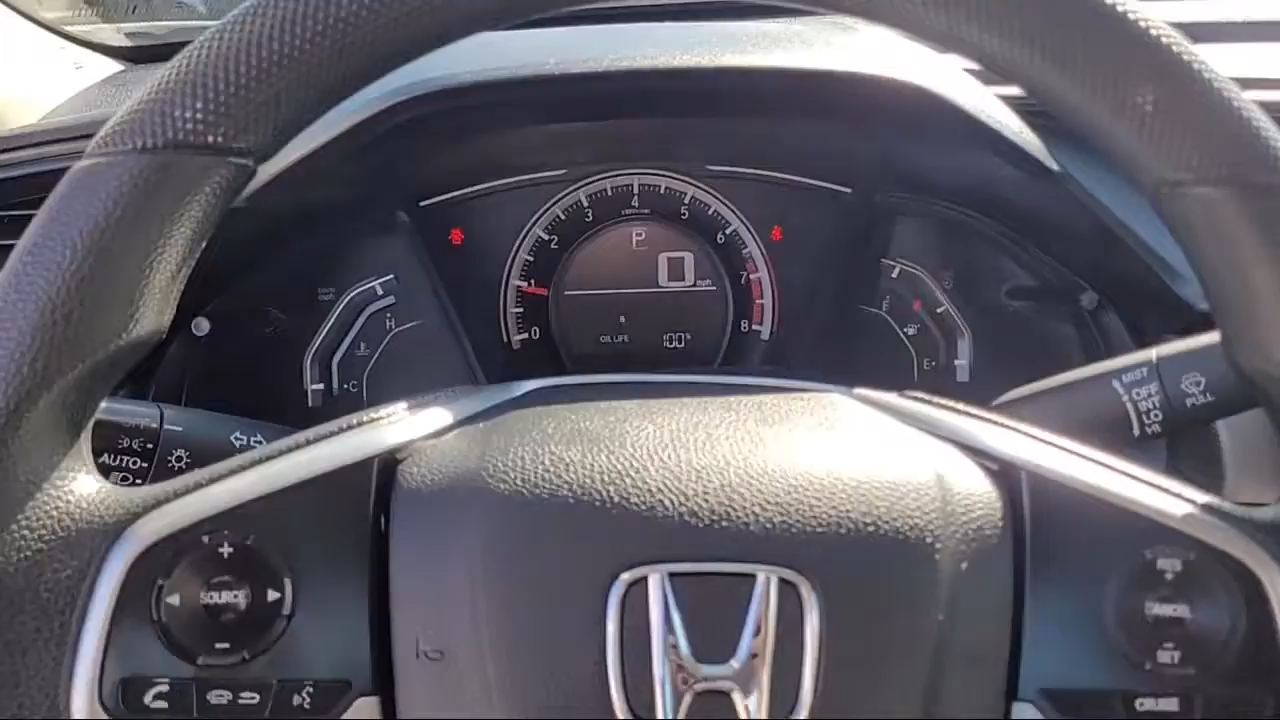 4
3 5
2 6
P
1 7
0 mph
0 8
OIL LIFE 100%
H
C
F
E
MIST
OFF
INT
LO
HI
PULL
OFF
AUTO
+
SOURCE
−
RES
+
CANCEL
−
SET
CRUISE